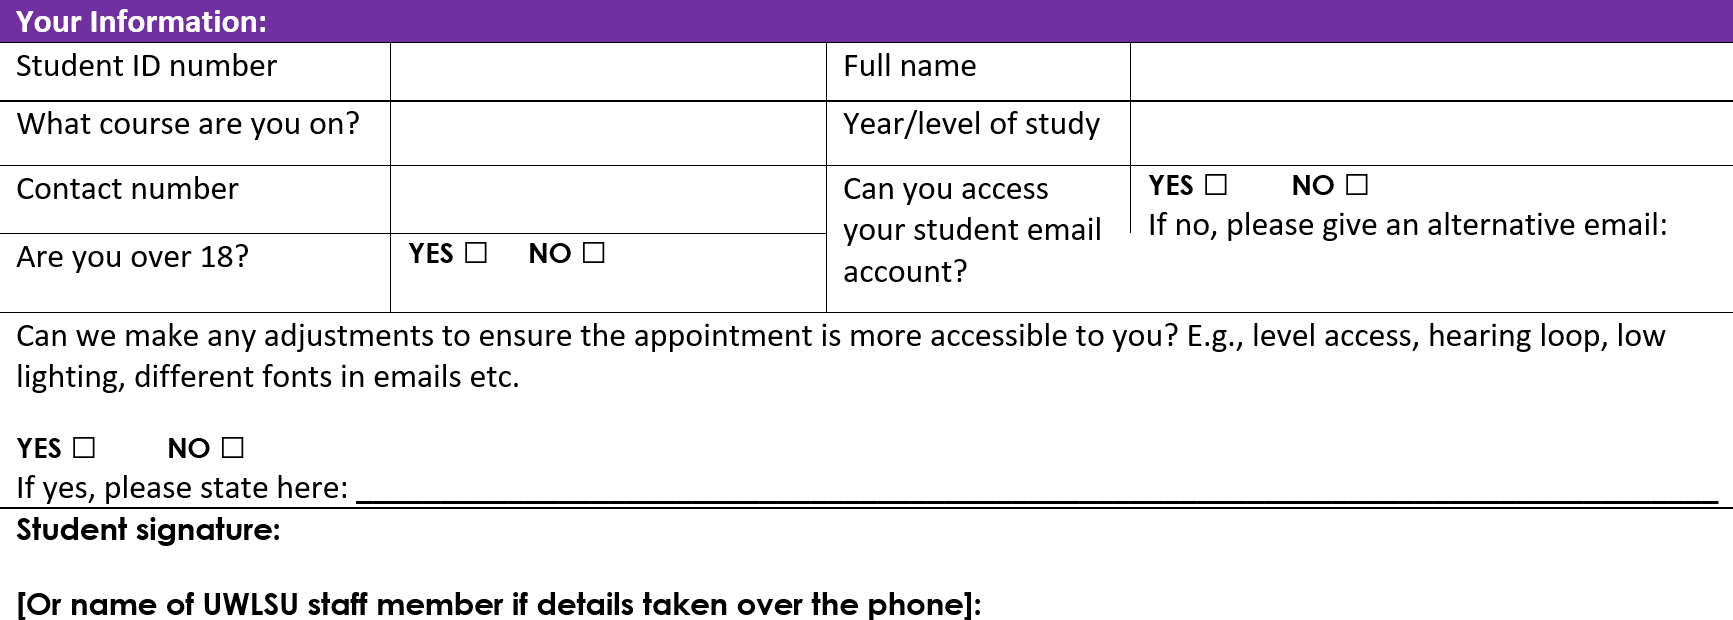 Your Information:
Student ID number
Full name
What course are you on?
Year/level of study
Contact number
Can you access
your student email
account?
YES ☐ NO ☐
If no, please give an alternative email:
Are you over 18?
YES ☐ NO ☐
Can we make any adjustments to ensure the appointment is more accessible to you? E.g., level access, hearing loop, low
lighting, different fonts in emails etc.
YES ☐ NO ☐
If yes, please state here: ____________________
Student signature:
[Or name of UWLSU staff member if details taken over the phone]: